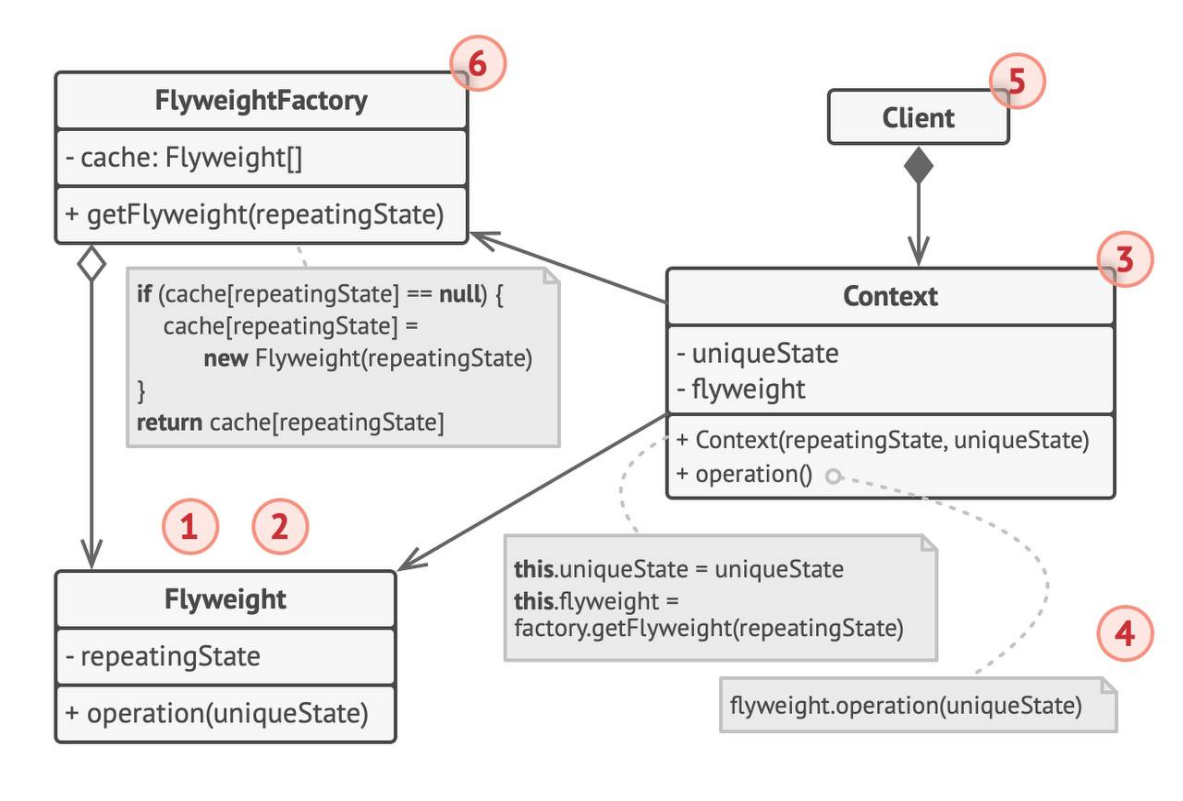 6
FlyweightFactory
- cache: Flyweight[]
+ getFlyweight(repeatingState)
if (cache[repeatingState] == null) {
cache[repeatingState] =
new Flyweight(repeatingState)
}
return cache[repeatingState]
5
Client
3
Context
- uniqueState
- flyweight
+ Context(repeatingState, uniqueState)
+ operation()
1
2
Flyweight
- repeatingState
+ operation(uniqueState)
this.uniqueState = uniqueState
this.flyweight =
factory.getFlyweight(repeatingState)
4
flyweight.operation(uniqueState)